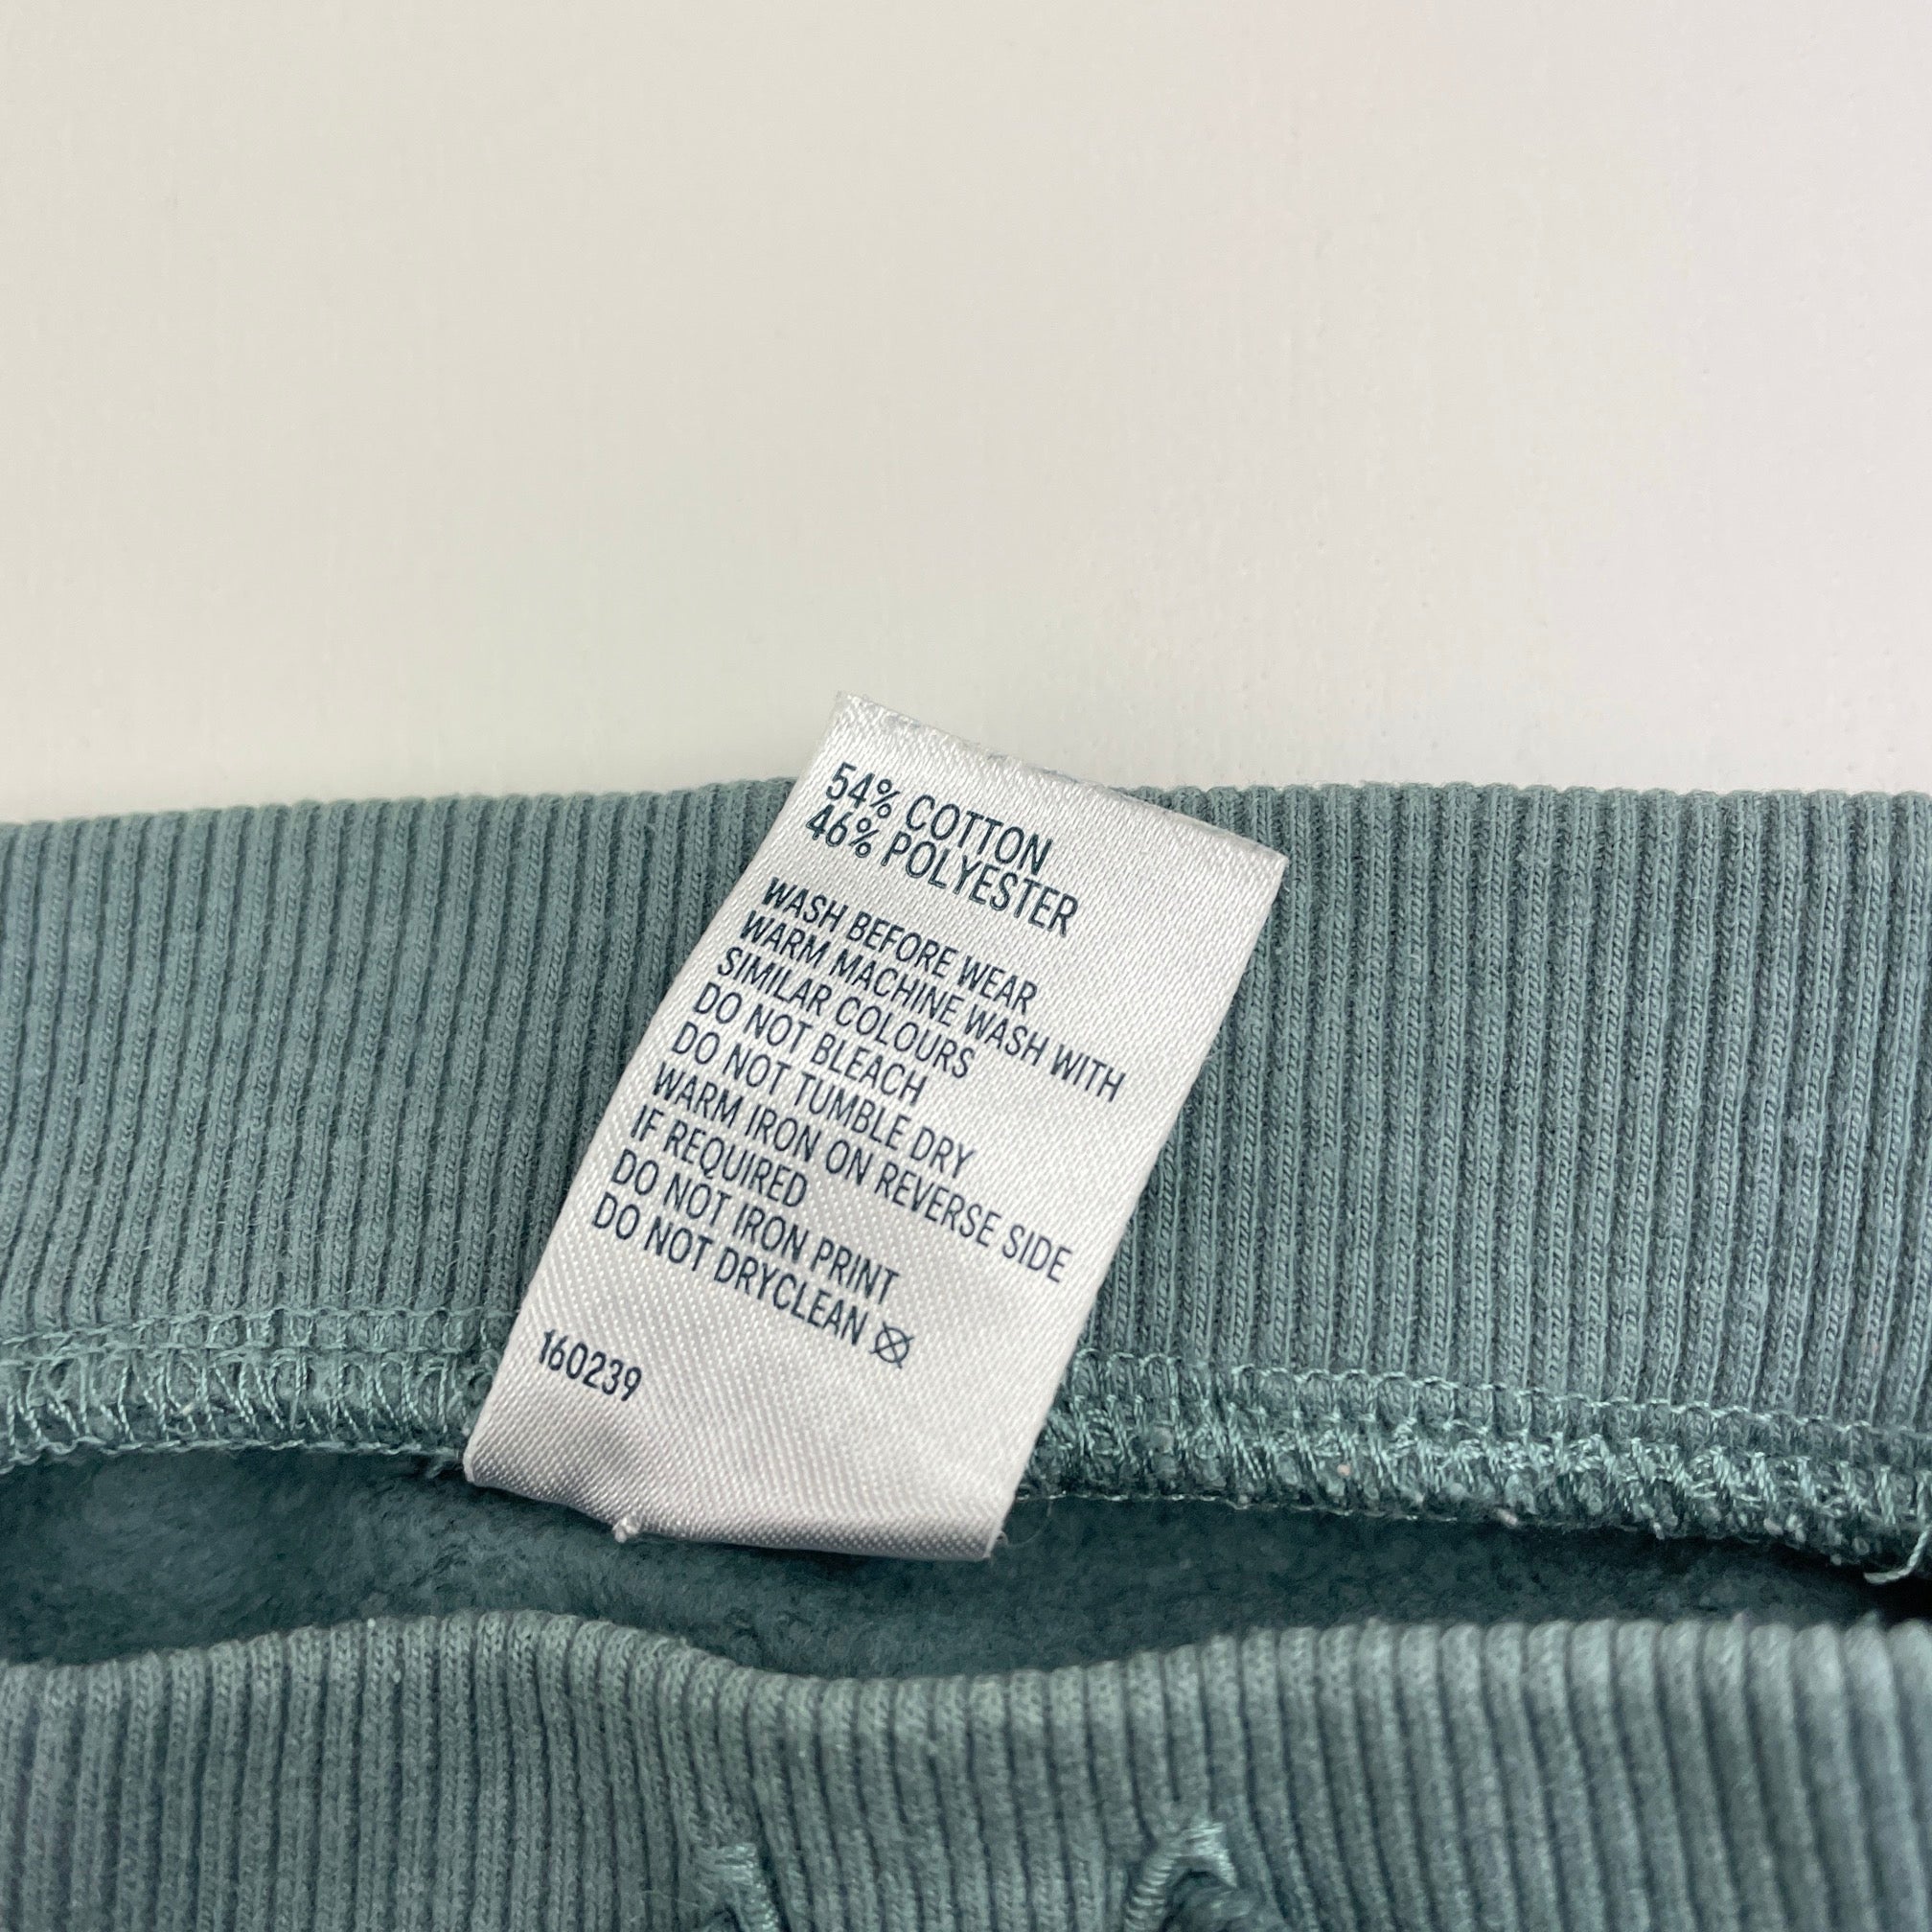 54% COTTON
46% POLYESTER
WASH BEFORE WEAR
WARM MACHINE WASH WITH
SIMILAR COLOURS
DO NOT BLEACH
DO NOT TUMBLE DRY
WARM IRON ON REVERSE SIDE
IF REQUIRED
DO NOT IRON PRINT
DO NOT DRYCLEAN
160239